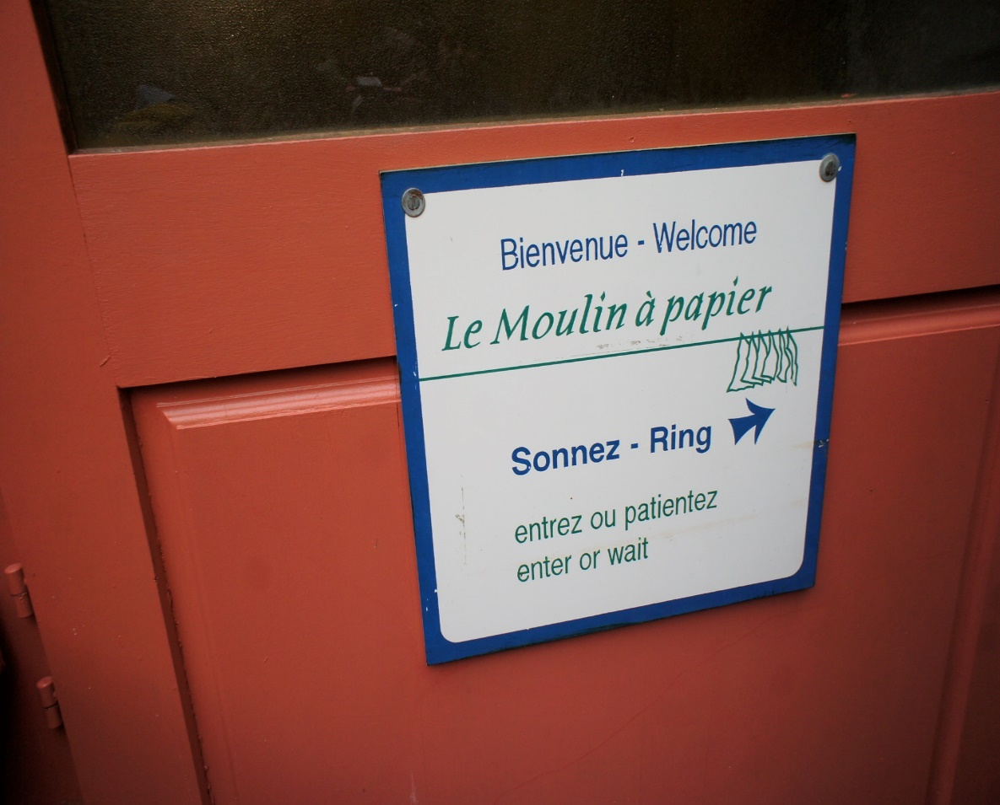 Bienvenue - Welcome
Le Moulin à papier
Sonnez - Ring
entrez ou patientez
enter or wait